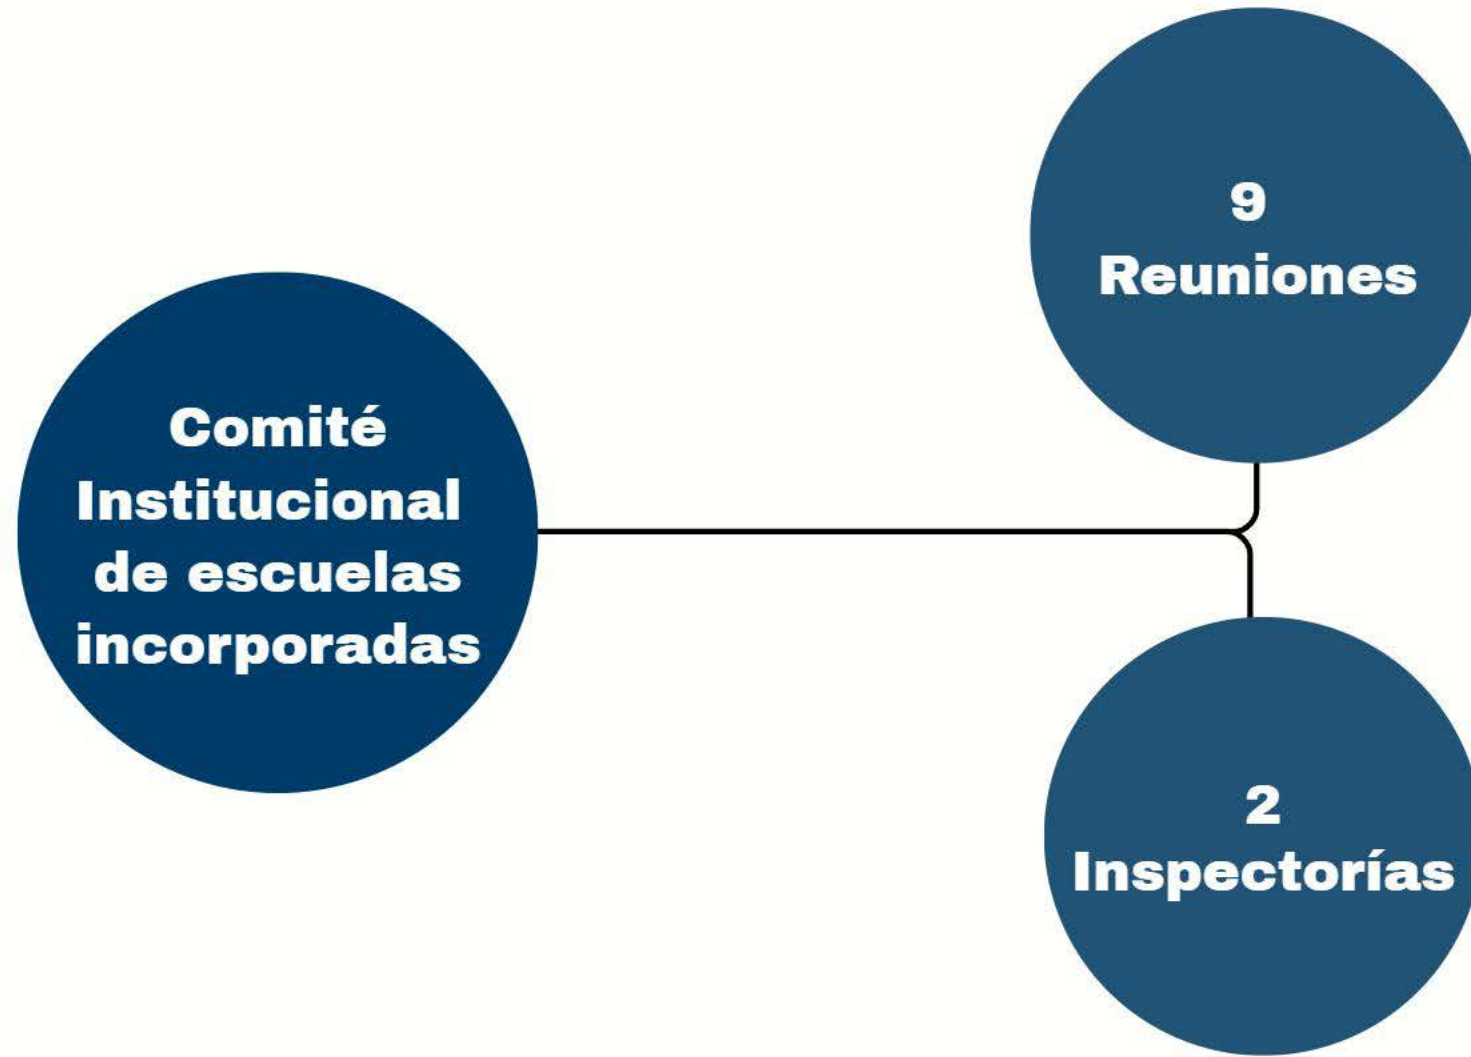 Comité
Institucional
de escuelas
incorporadas
9
Reuniones
2
Inspectorías